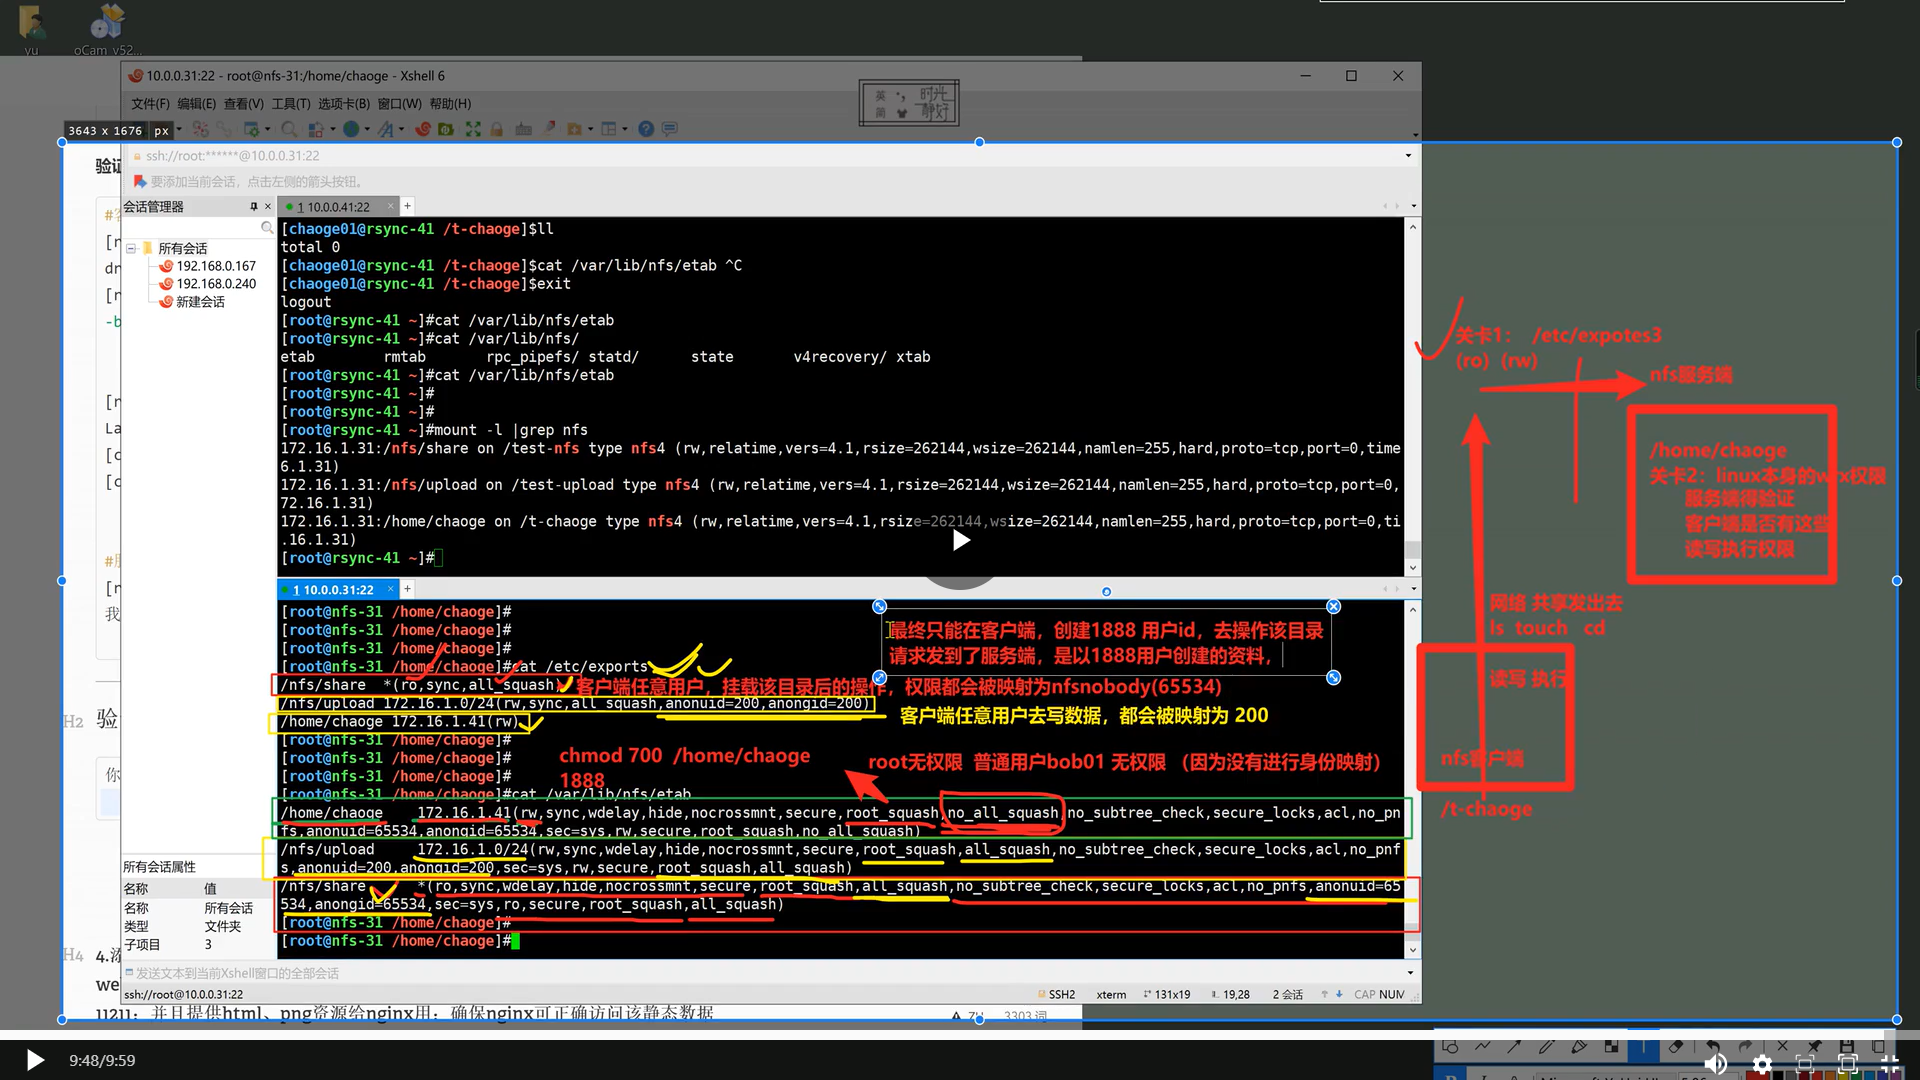 yu
oCam_v52...
10.0.0.31:22 - root@nfs-31:/home/chaoge - Xshell 6
文件(F) 编辑(E) 查看(V) 工具(T) 选项卡(B) 窗口(W) 帮助(H)
英
简
时光
静好
3643 x 1676 px
ssh://root:******@10.0.0.31:22
要添加当前会话，点击左侧的箭头按钮。
会话管理器
所有会话
192.168.0.167
192.168.0.240
新建会话
1 10.0.0.41:22
[chaoge01@rsync-41 /t-chaoge]$ll
total 0
[chaoge01@rsync-41 /t-chaoge]$cat /var/lib/nfs/etab ^C
[chaoge01@rsync-41 /t-chaoge]$exit
logout
[root@rsync-41 ~]#cat /var/lib/nfs/etab
[root@rsync-41 ~]#cat /var/lib/nfs/
etab rmtab rpc_pipefs/ statd/ state v4recovery/ xtab
[root@rsync-41 ~]#cat /var/lib/nfs/etab
[root@rsync-41 ~]#
[root@rsync-41 ~]#
[root@rsync-41 ~]#mount -l |grep nfs
172.16.1.31:/nfs/share on /test-nfs type nfs4 (rw,relatime,vers=4.1,rsize=262144,wsize=262144,namlen=255,hard,proto=tcp,port=0,time
6.1.31)
172.16.1.31:/nfs/upload on /test-upload type nfs4 (rw,relatime,vers=4.1,rsize=262144,wsize=262144,namlen=255,hard,proto=tcp,port=0,
72.16.1.31)
172.16.1.31:/home/chaoge on /t-chaoge type nfs4 (rw,relatime,vers=4.1,rsize=262144,wsize=262144,namlen=255,hard,proto=tcp,port=0,ti
.16.1.31)
[root@rsync-41 ~]#
1 10.0.0.31:22
[root@nfs-31 /home/chaoge]#
[root@nfs-31 /home/chaoge]#
[root@nfs-31 /home/chaoge]#
[root@nfs-31 /home/chaoge]#cat /etc/exports
/nfs/share *(ro,sync,all_squash)
/nfs/upload 172.16.1.0/24(rw,sync,all_squash,anonuid=200,anongid=200)
/home/chaoge 172.16.1.41(rw)
[root@nfs-31 /home/chaoge]#
[root@nfs-31 /home/chaoge]#
[root@nfs-31 /home/chaoge]#
[root@nfs-31 /home/chaoge]#cat /var/lib/nfs/etab
/home/chaoge 172.16.1.41(rw,sync,wdelay,hide,nocrossmnt,secure,root_squash,no_all_squash,no_subtree_check,secure_locks,acl,no_pn
fs,anonuid=65534,anongid=65534,sec=sys,rw,secure,root_squash,no_all_squash)
/nfs/upload 172.16.1.0/24(rw,sync,wdelay,hide,nocrossmnt,secure,root_squash,all_squash,no_subtree_check,secure_locks,acl,no_pnf
s,anonuid=200,anongid=200,sec=sys,rw,secure,root_squash,all_squash)
/nfs/share *(ro,sync,wdelay,hide,nocrossmnt,secure,root_squash,all_squash,no_subtree_check,secure_locks,acl,no_pnfs,anonuid=65
534,anongid=65534,sec=sys,ro,secure,root_squash,all_squash)
[root@nfs-31 /home/chaoge]#
[root@nfs-31 /home/chaoge]#
最终只能在客户端，创建1888 用户id，去操作该目录
请求发到了服务端，是以1888用户创建的资料，
客户端任意用户，挂载该目录后的操作，权限都会被映射为nfsnobody(65534)
客户端任意用户去写数据，都会被映射为 200
chmod 700 /home/chaoge
1888
root无权限 普通用户bob01 无权限 （因为没有进行身份映射）
关卡1： /etc/expotes3
(ro) (rw)
nfs服务端
/home/chaoge
关卡2：linux本身的wrx权限
服务端得验证
客户端是否有这些
读写执行权限
网络 共享发出去
ls touch cd
读写 执行
nfs客户端
/t-chaoge
所有会话属性
名称 值
名称 所有会话
类型 文件夹
子项目 3
发送文本到当前Xshell窗口的全部会话
ssh://root@10.0.0.31:22
SSH2 xterm 131x19 19,28 2 会话 CAP NUM
验证
H2 验
你
H4 4.添
we
11211；并且提供html、png资源给nginx用；确保nginx可正确访问该静态数据
3303 词
9:48/9:59